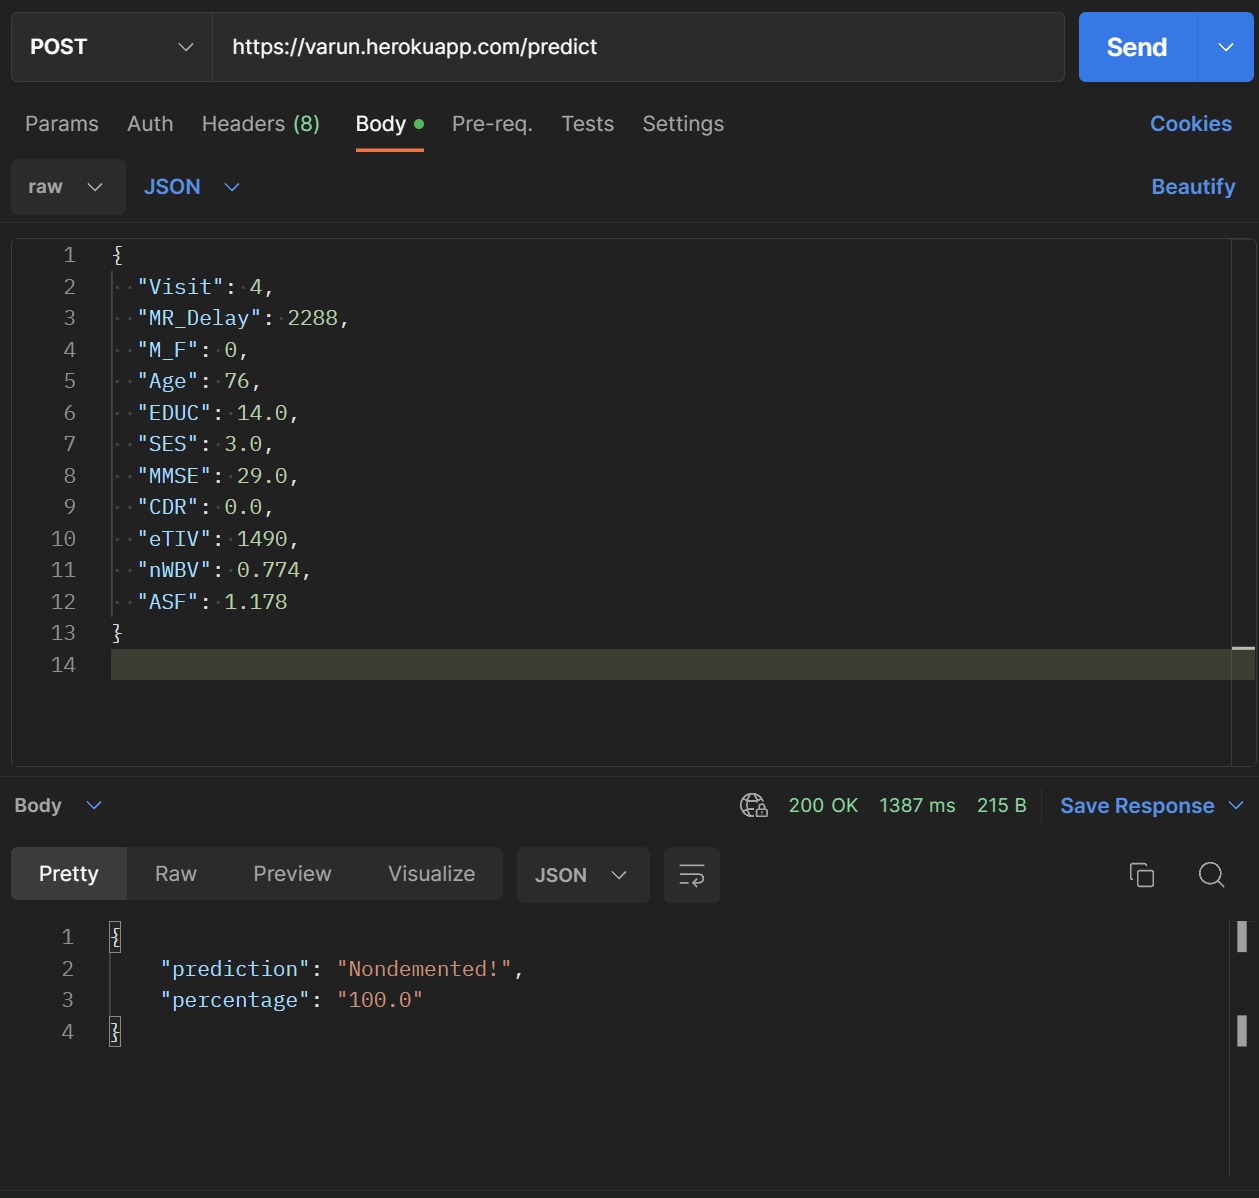 POST https://varun.herokuapp.com/predict Send
Params Auth Headers (8) Body Pre-req. Tests Settings Cookies
raw JSON Beautify
1 {
2 "Visit": 4,
3 "MR_Delay": 2288,
4 "M_F": 0,
5 "Age": 76,
6 "EDUC": 14.0,
7 "SES": 3.0,
8 "MMSE": 29.0,
9 "CDR": 0.0,
10 "eTIV": 1490,
11 "nWBV": 0.774,
12 "ASF": 1.178
13 }
14
Body 200 OK 1387 ms 215 B Save Response
Pretty Raw Preview Visualize JSON
1 {
2 "prediction": "Nondemented!",
3 "percentage": "100.0"
4 }